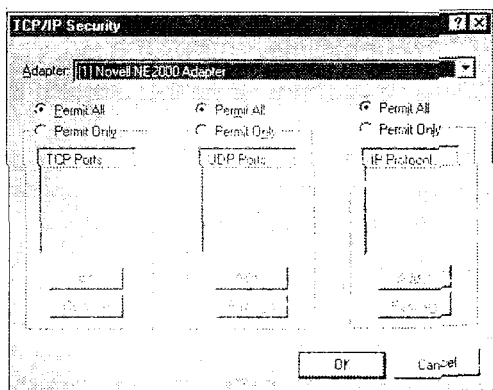 TCP/IP Security
Adapter: [1] Novell NE2000 Adapter
Permit All Permit All Permit All
Permit Only Permit Only Permit Only
TCP Ports UDP Ports IP Protocol
Add
OK Cancel